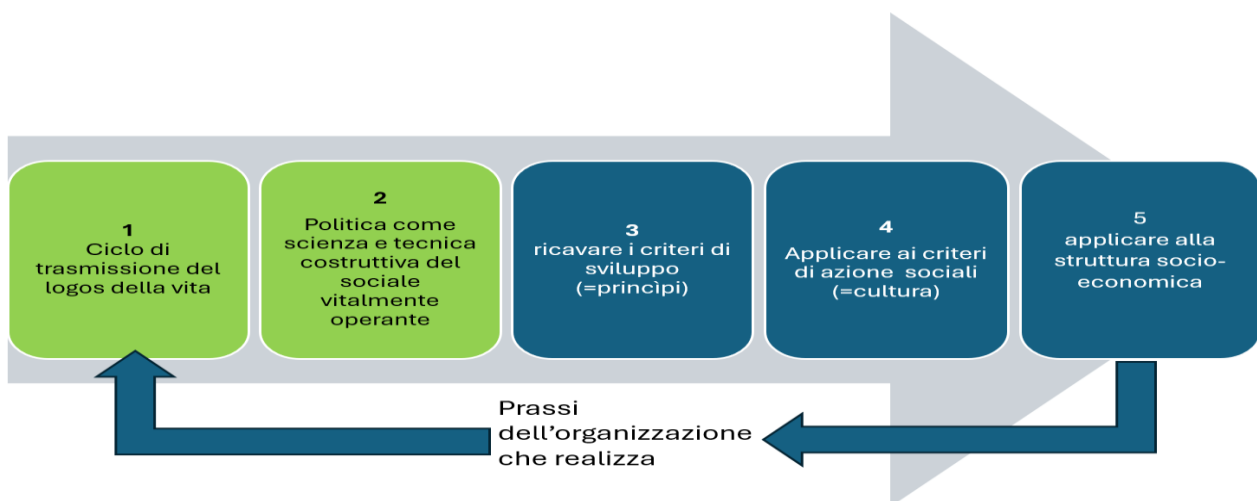 1
Ciclo di
trasmissione del
logos della vita
2
Politica come
scienza e tecnica
costruttiva del
sociale
vitalmente
operante
3
ricavare i criteri di
sviluppo
(=princìpi)
4
Applicare ai criteri
di azione sociali
(=cultura)
5
applicare alla
struttura socio-
economica
Prassi
dell’organizzazione
che realizza